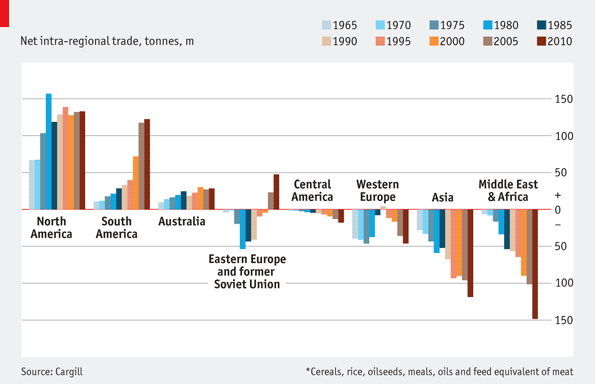 Net intra-regional trade, tonnes, m
1965 1970 1975 1980 1985
1990 1995 2000 2005 2010
150
100
50
+
0
–
50
100
150
North
America
South
America
Australia
Eastern Europe
and former
Soviet Union
Central
America
Western
Europe
Asia
Middle East
& Africa
Source: Cargill
*Cereals, rice, oilseeds, meals, oils and feed equivalent of meat